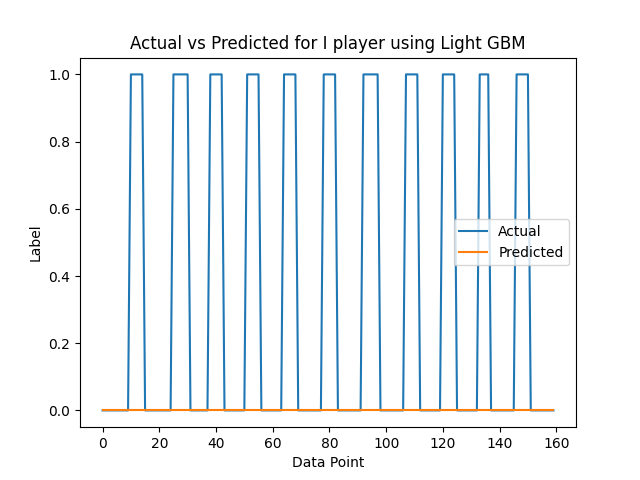 Actual vs Predicted for I player using Light GBM
1.0
0.8
0.6
0.4
0.2
0.0
Label
Actual
Predicted
0 20 40 60 80 100 120 140 160
Data Point